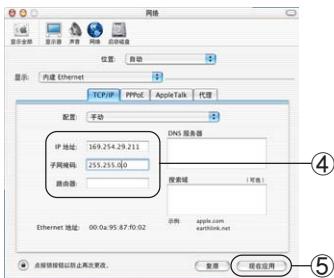 网络
显示全部 显示器 声音 网络 启动磁盘
位置: 自动
显示: 内建 Ethernet
TCP/IP PPPoE AppleTalk 代理
配置: 手动
DNS 服务器
IP 地址: 169.254.29.211
子网掩码: 255.255.0.0
④
路由器:
搜索域 (可选)
Ethernet 地址: 00:0a:95:87:f0:02
示例: apple.com
earthlink.net
点按锁按钮以防止再次更改。 复原 现在应用
⑤